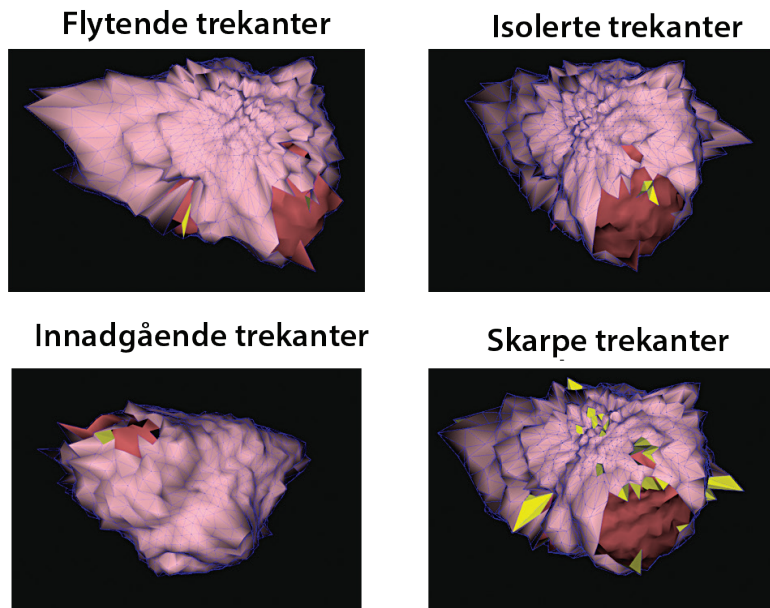 Flytende trekanter
Isolerte trekanter
Innadgående trekanter
Skarpe trekanter